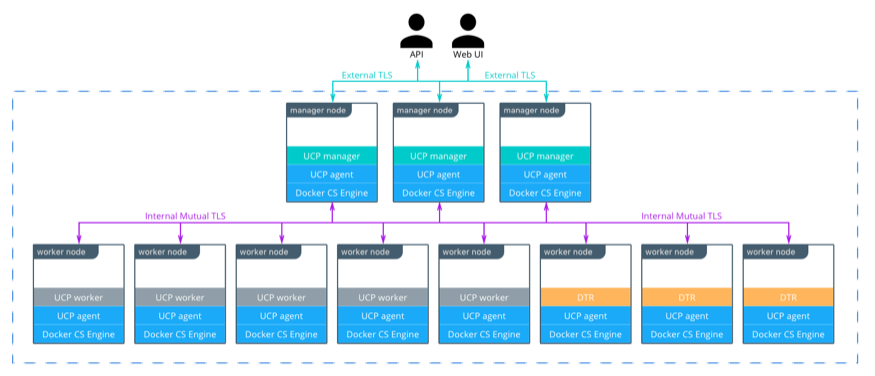 API Web UI
External TLS External TLS
manager node manager node manager node
UCP manager UCP manager UCP manager
UCP agent UCP agent UCP agent
Docker CS Engine Docker CS Engine Docker CS Engine
Internal Mutual TLS Internal Mutual TLS
worker node worker node worker node worker node worker node worker node worker node worker node
UCP worker UCP worker UCP worker UCP worker UCP worker DTR DTR DTR
UCP agent UCP agent UCP agent UCP agent UCP agent UCP agent UCP agent UCP agent
Docker CS Engine Docker CS Engine Docker CS Engine Docker CS Engine Docker CS Engine Docker CS Engine Docker CS Engine Docker CS Engine